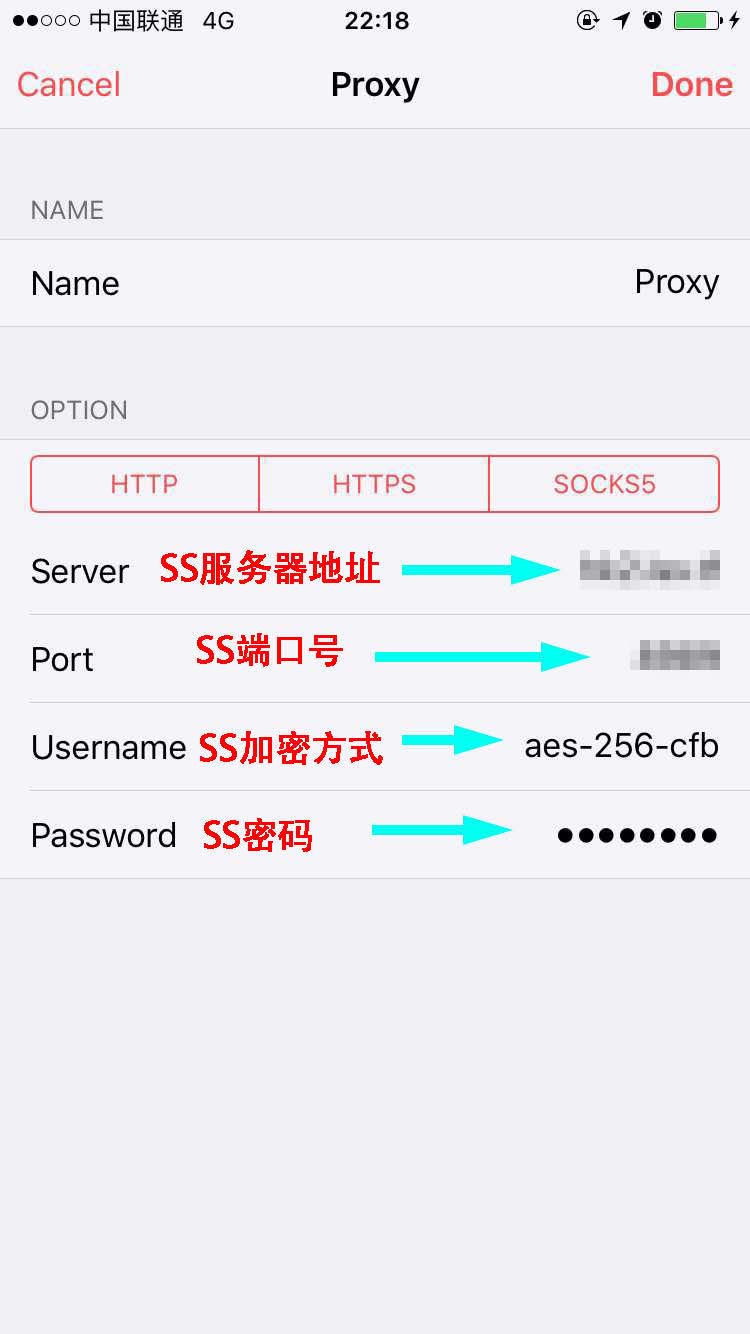 中国联通 4G 22:18
Cancel Proxy Done
NAME
Name Proxy
OPTION
HTTP HTTPS SOCKS5
Server SS服务器地址
Port SS端口号
Username SS加密方式 aes-256-cfb
Password SS密码 ●●●●●●●●